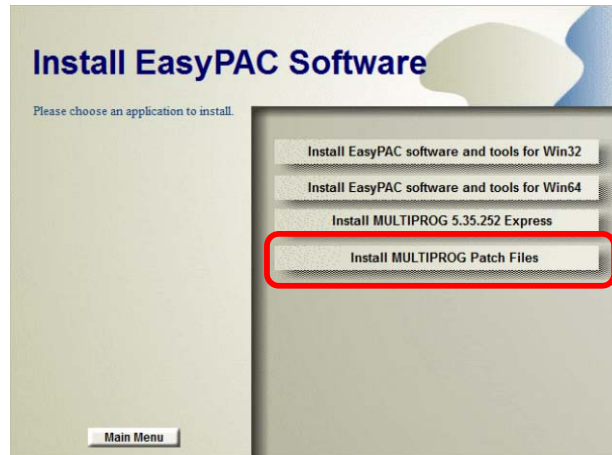 Install EasyPAC Software
Please choose an application to install.
Install EasyPAC software and tools for Win32
Install EasyPAC software and tools for Win64
Install MULTIPROG 5.35.252 Express
Install MULTIPROG Patch Files
Main Menu